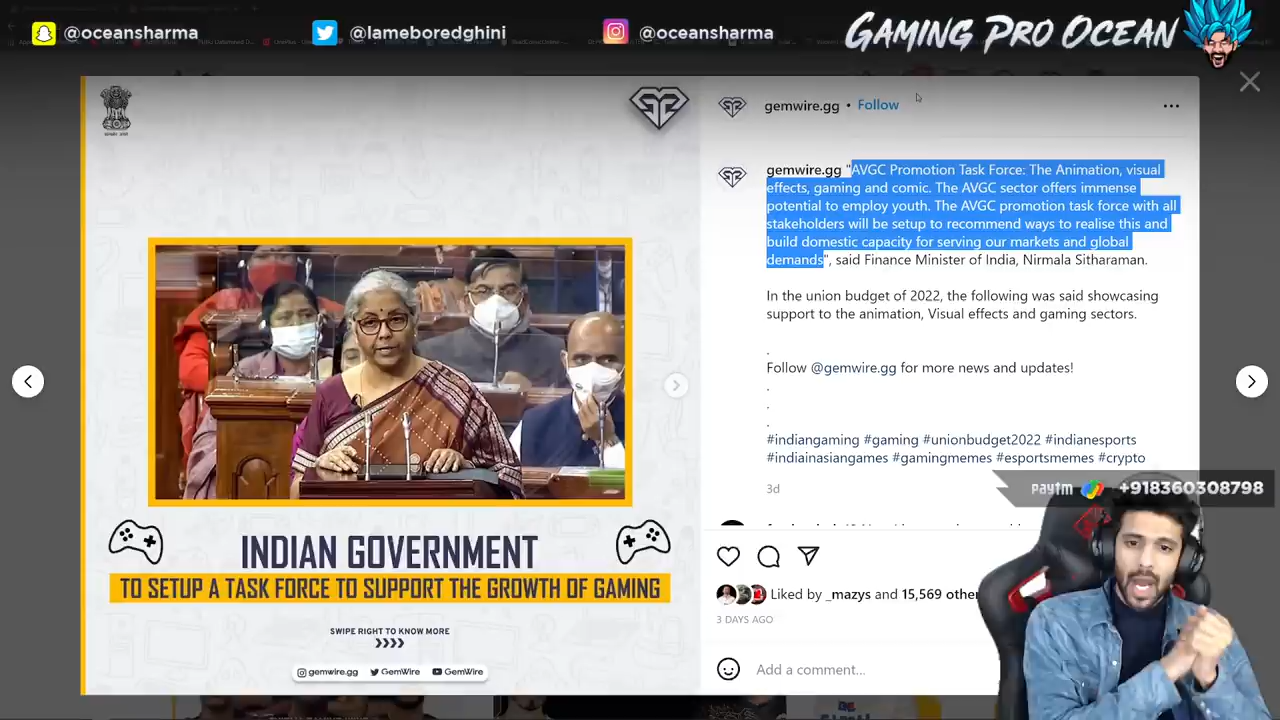 @oceansharma
@lameboredghini
@oceansharma
GAMING PRO OCEAN
gemwire.gg • Follow
gemwire.gg "AVGC Promotion Task Force: The Animation, visual
effects, gaming and comic. The AVGC sector offers immense
potential to employ youth. The AVGC promotion task force with all
stakeholders will be setup to recommend ways to realise this and
build domestic capacity for serving our markets and global
demands", said Finance Minister of India, Nirmala Sitharaman.
In the union budget of 2022, the following was said showcasing
support to the animation, Visual effects and gaming sectors.
.
Follow @gemwire.gg for more news and updates!
.
.
.
#indiangaming #gaming #unionbudget2022 #indianesports
#indiainasiangames #gamingmemes #esportsmemes #crypto
3d
paytm +918360308798
INDIAN GOVERNMENT
TO SETUP A TASK FORCE TO SUPPORT THE GROWTH OF GAMING
SWIPE RIGHT TO KNOW MORE
gemwire.gg GemWire GemWire
Liked by _mazys and 15,569 other
3 DAYS AGO
Add a comment...